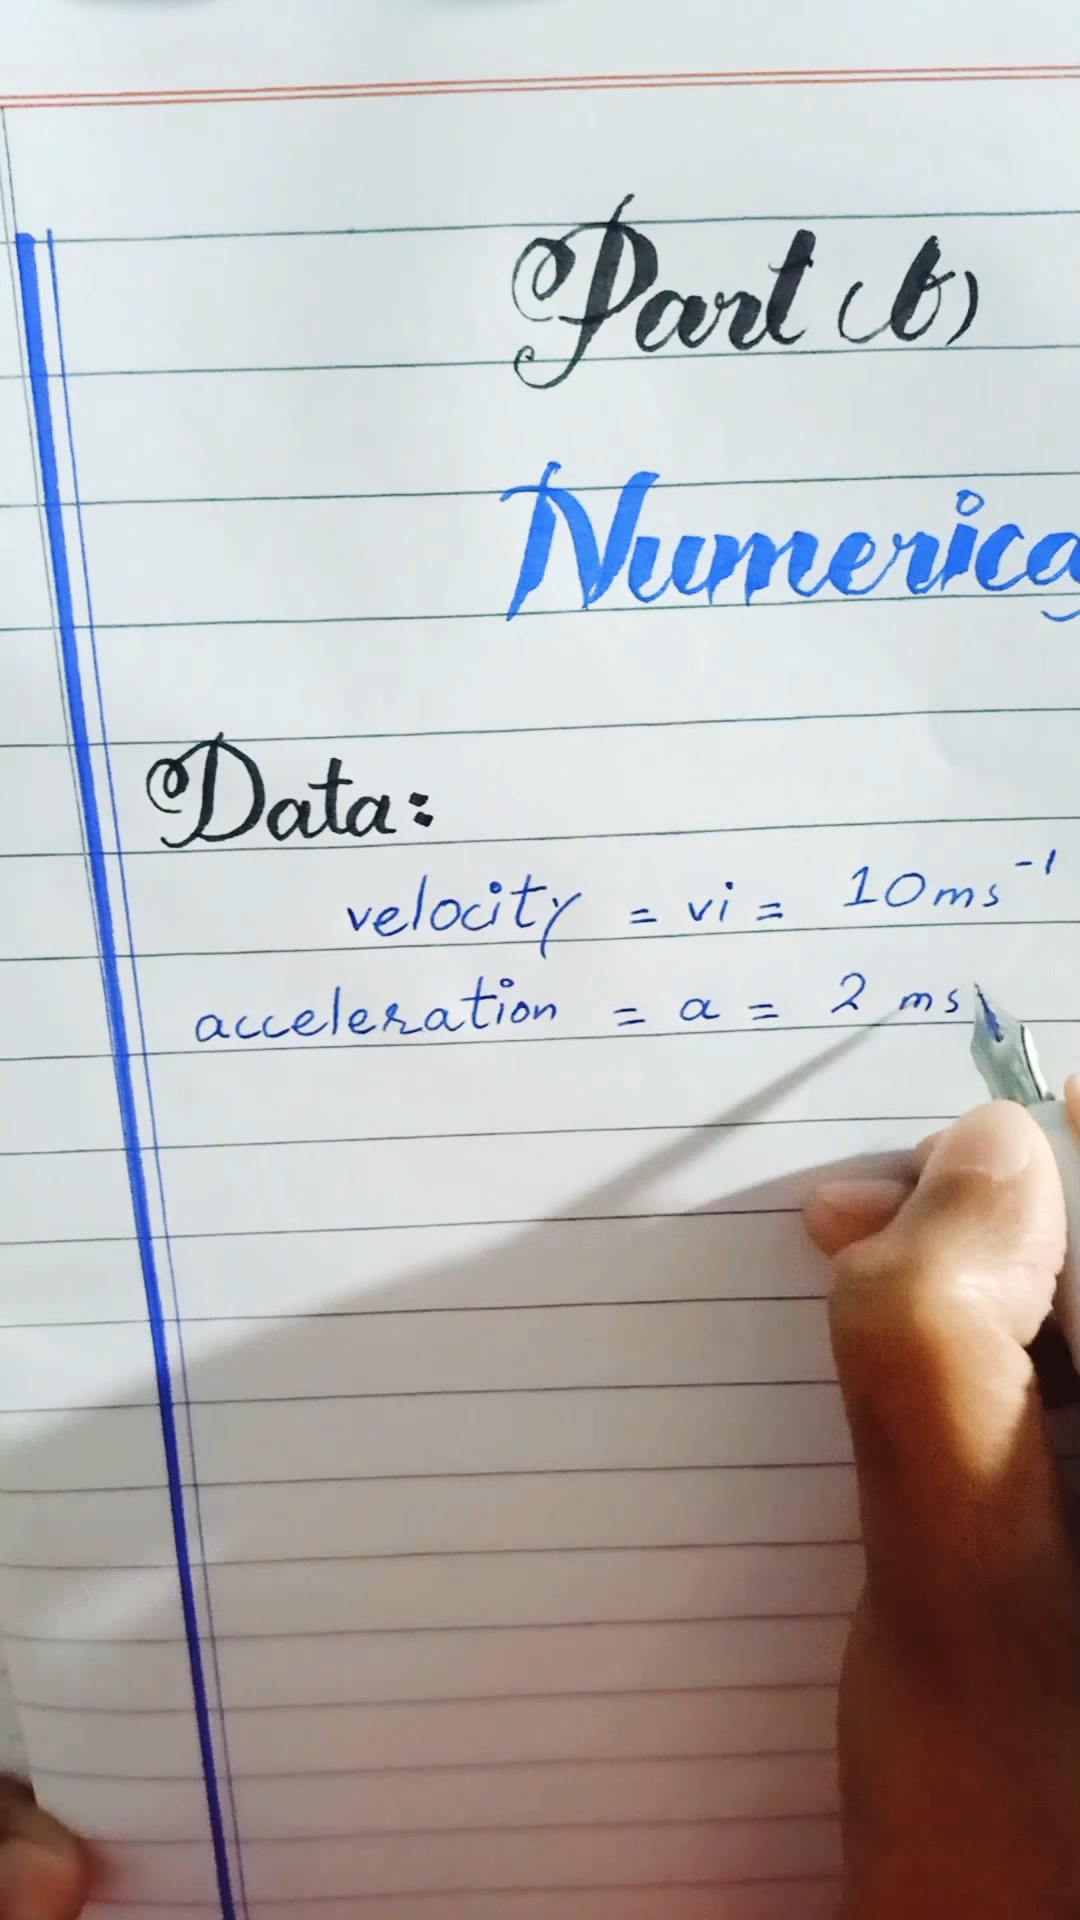 Part (b)
Numerica
Data:
velocity = vi = 10ms⁻¹
acceleration = a = 2 ms